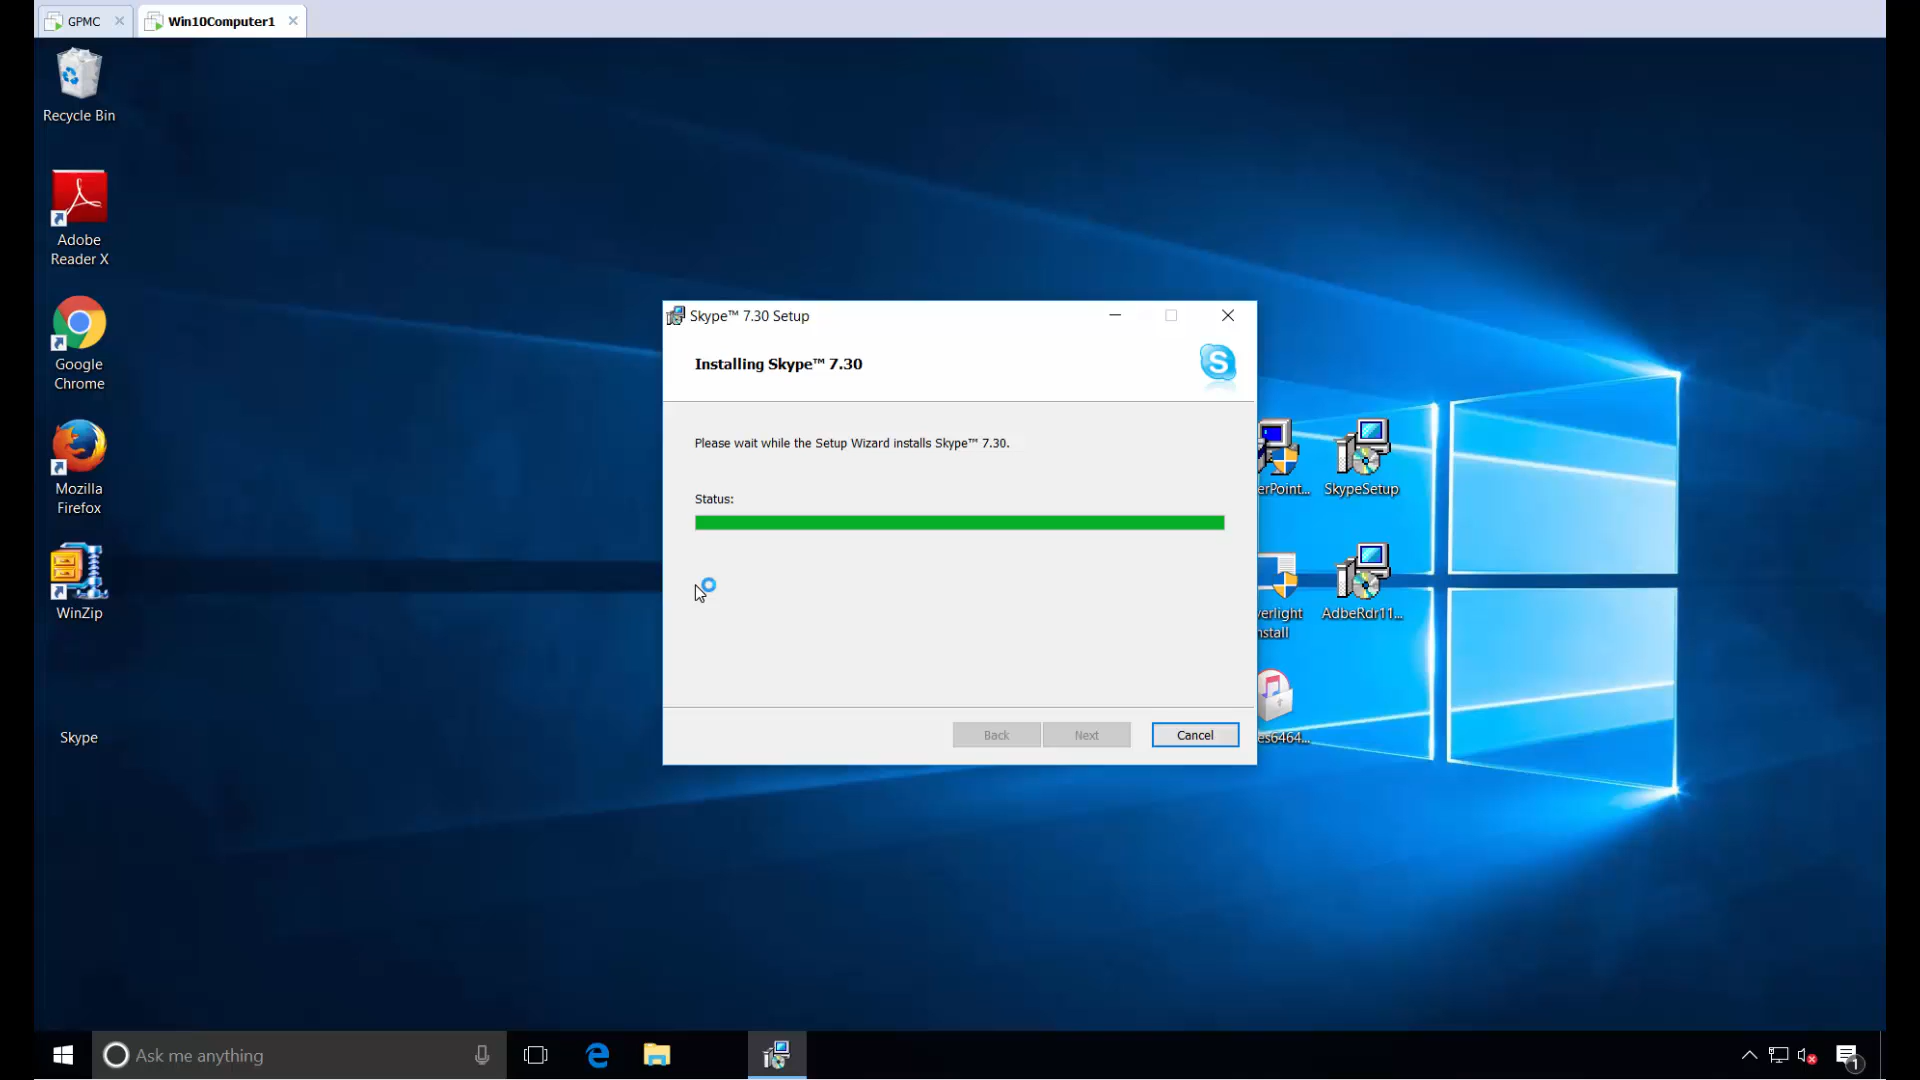 GPMC
Win10Computer1
Recycle Bin
Adobe
Reader X
Google
Chrome
Mozilla
Firefox
WinZip
Skype
Skype™ 7.30 Setup
Installing Skype™ 7.30
S
Please wait while the Setup Wizard installs Skype™ 7.30.
Status:
Back
Next
Cancel
erPoint...
SkypeSetup
verlight
nstall
AdbeRdr11...
es6464...
Ask me anything
1